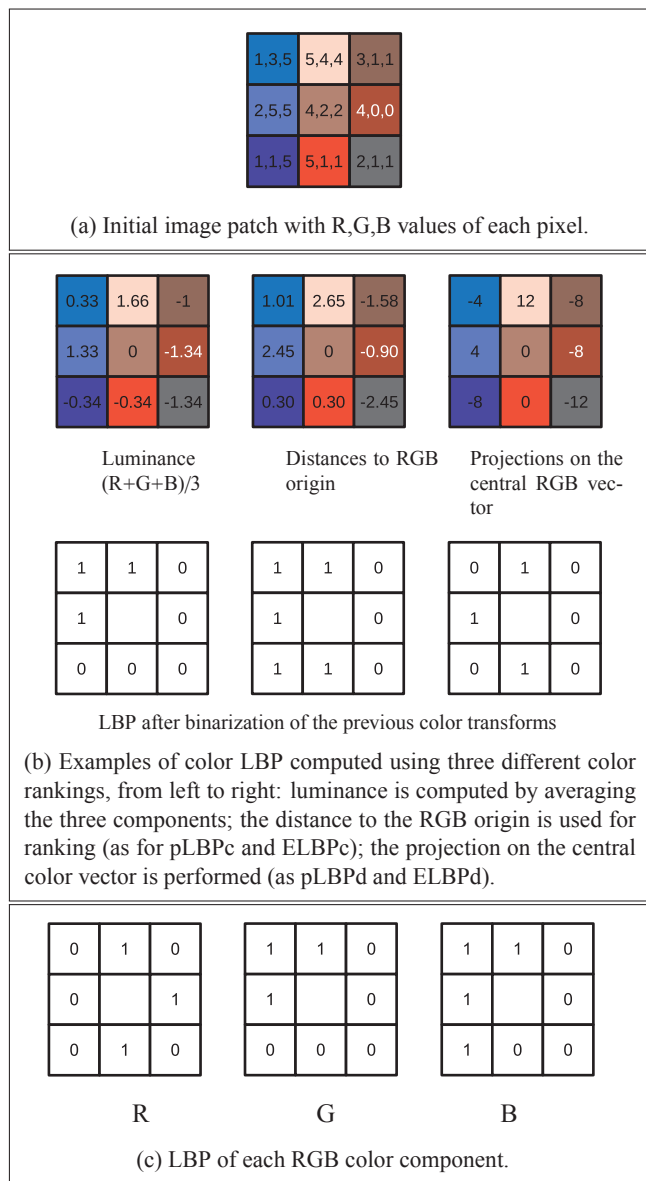 1,3,5 5,4,4 3,1,1
2,5,5 4,2,2 4,0,0
1,1,5 5,1,1 2,1,1
(a) Initial image patch with R,G,B values of each pixel.
0.33 1.66 -1
1.33 0 -1.34
-0.34 -0.34 -1.34
Luminance
(R+G+B)/3
1.01 2.65 -1.58
2.45 0 -0.90
0.30 0.30 -2.45
Distances to RGB
origin
-4 12 -8
4 0 -8
-8 0 -12
Projections on the
central RGB vec-
tor
1 1 0
1 0
0 0 0
1 1 0
1 0
1 1 0
0 1 0
1 0
0 1 0
LBP after binarization of the previous color transforms
(b) Examples of color LBP computed using three different color
rankings, from left to right: luminance is computed by averaging
the three components; the distance to the RGB origin is used for
ranking (as for pLBPc and ELBPc); the projection on the central
color vector is performed (as pLBPd and ELBPd).
0 1 0
0 1
0 1 0
R
1 1 0
1 0
0 0 0
G
1 1 0
1 0
1 0 0
B
(c) LBP of each RGB color component.